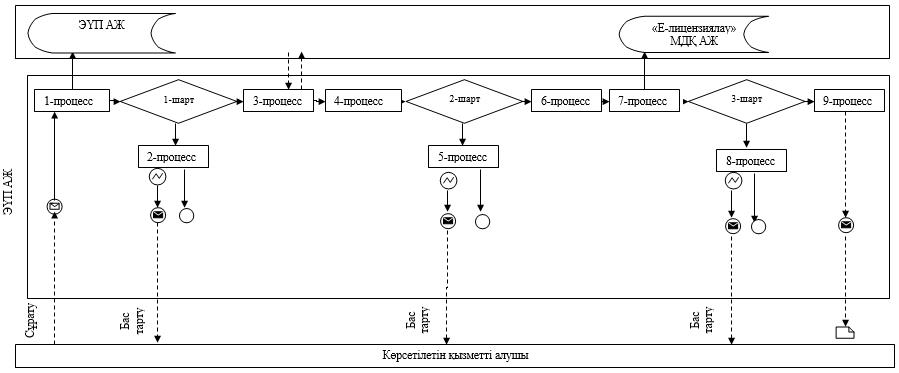 ЭҮП АЖ
«Е-лицензиялау»
МДҚ АЖ
1-процесс
1-шарт
3-процесс
4-процесс
2-шарт
6-процесс
7-процесс
3-шарт
9-процесс
2-процесс
5-процесс
8-процесс
ЭҮП АЖ
Сұрату
Бас
тарту
Бас
тарту
Бас
тарту
Көрсетілетін қызметті алушы